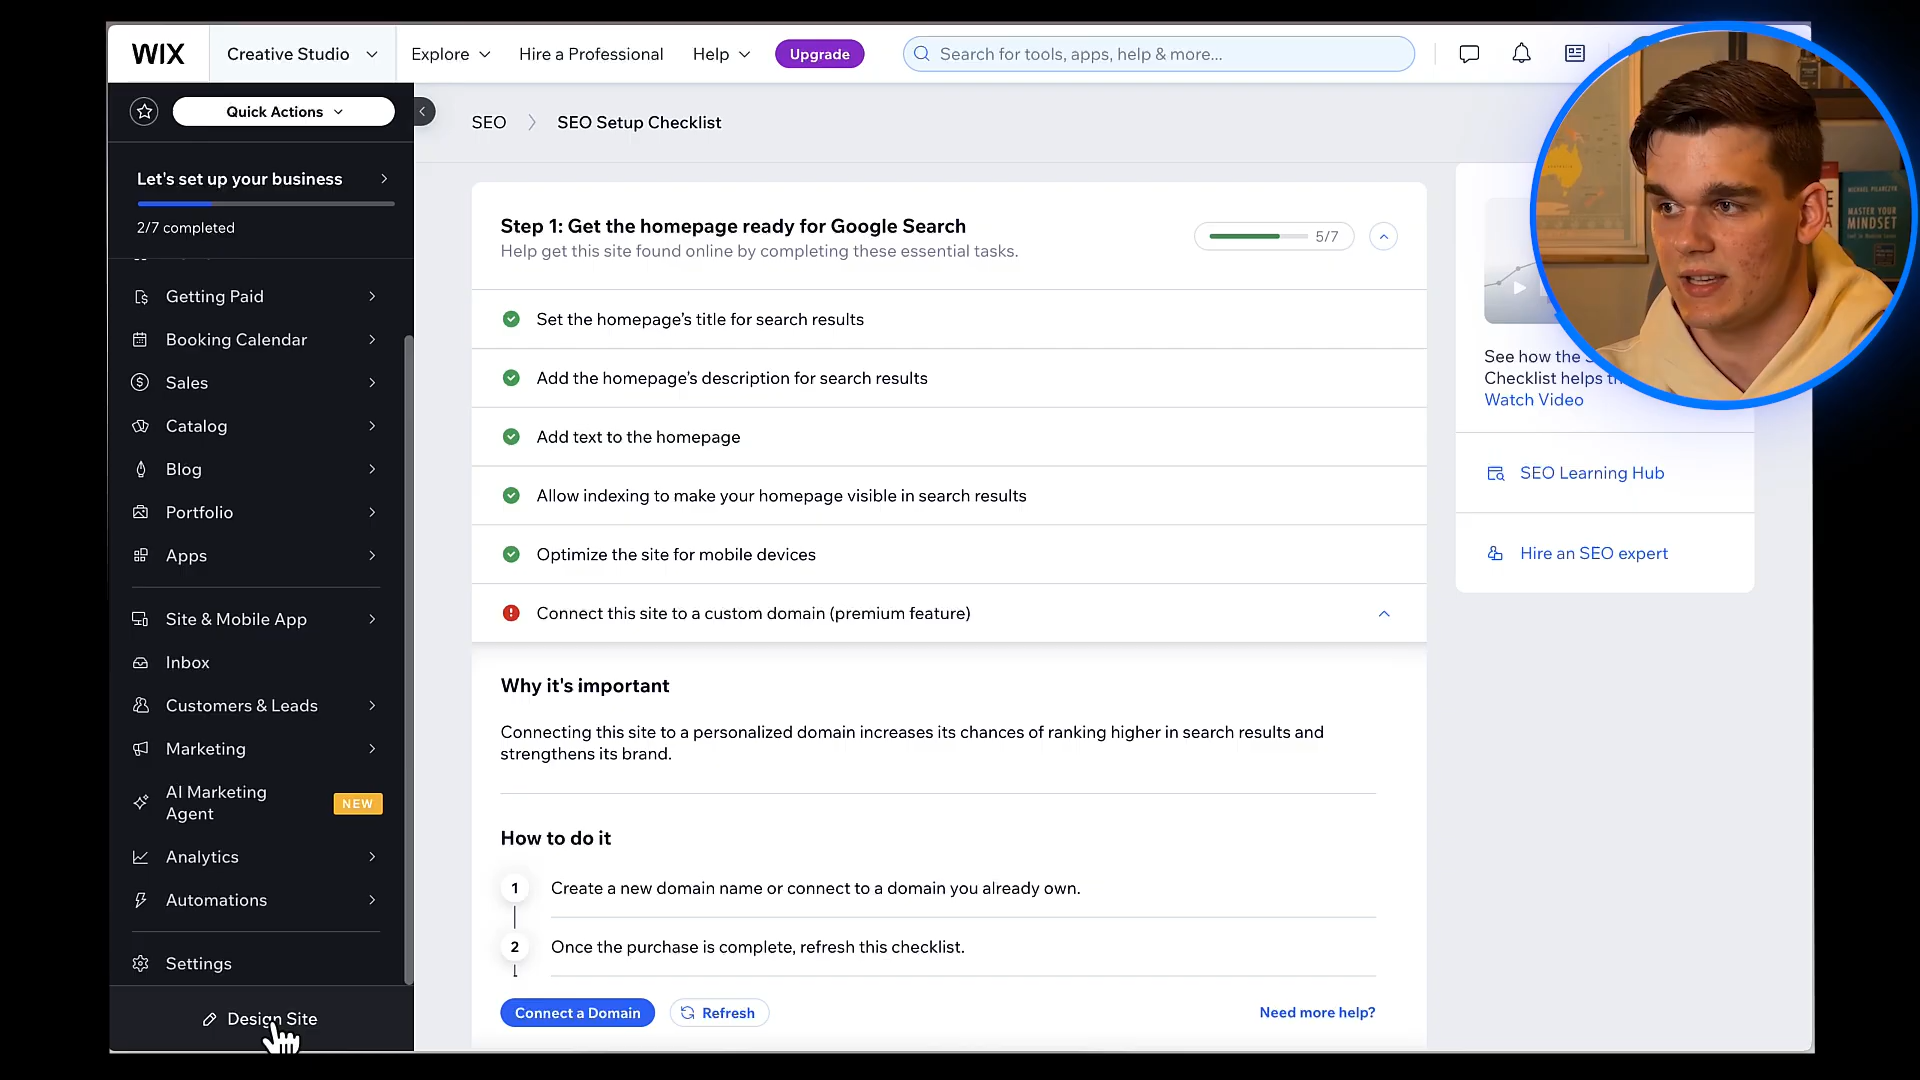 WIX
Creative Studio
Explore
Hire a Professional
Help
Upgrade
Search for tools, apps, help & more...
Quick Actions
Let's set up your business
2/7 completed
Getting Paid
Booking Calendar
Sales
Catalog
Blog
Portfolio
Apps
Site & Mobile App
Inbox
Customers & Leads
Marketing
AI Marketing
Agent
NEW
Analytics
Automations
Settings
Design Site
SEO
SEO Setup Checklist
Step 1: Get the homepage ready for Google Search
Help get this site found online by completing these essential tasks.
5/7
Set the homepage's title for search results
Add the homepage's description for search results
Add text to the homepage
Allow indexing to make your homepage visible in search results
Optimize the site for mobile devices
Connect this site to a custom domain (premium feature)
Why it's important
Connecting this site to a personalized domain increases its chances of ranking higher in search results and
strengthens its brand.
How to do it
1
Create a new domain name or connect to a domain you already own.
2
Once the purchase is complete, refresh this checklist.
Connect a Domain
Refresh
Need more help?
See how the
Checklist helps
Watch Video
SEO Learning Hub
Hire an SEO expert
MICHAEL PILARCZYK
MASTER YOUR
MINDSET